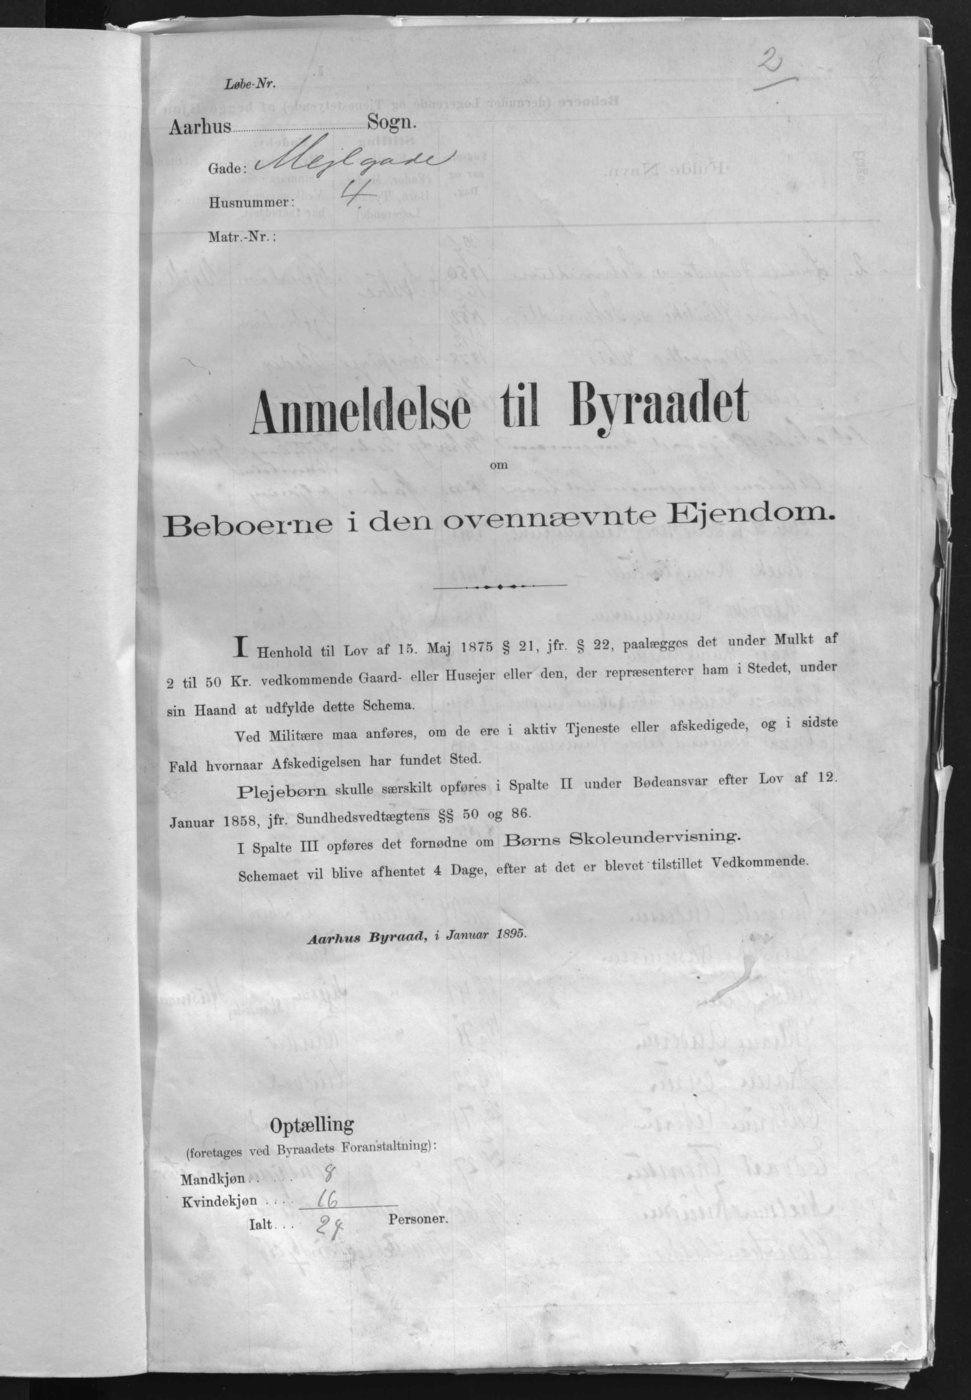 2
Løbe-Nr.
Aarhus Sogn.
Gade: Mejlgade
Husnummer: 4.
Matr.-Nr.:
Anmeldelse til Byraadet
om
Beboerne i den ovennævnte Ejendom.
I Henhold til Lov af 15. Maj 1875 § 21, jfr. § 22, paalægges det under Mulkt af
2 til 50 Kr. vedkommende Gaard- eller Husejer eller den, der repræsenterer ham i Stedet, under
sin Haand at udfylde dette Schema.
Ved Militære maa anføres, om de ere i aktiv Tjeneste eller afskedigede, og i sidste
Fald hvornaar Afskedigelsen har fundet Sted.
Plejebørn skulle særskilt opføres i Spalte II under Bødeansvar efter Lov af 12.
Januar 1858, jfr. Sundhedsvedtægtens §§ 50 og 86.
I Spalte III opføres det fornødne om Børns Skoleundervisning.
Schemaet vil blive afhentet 4 Dage, efter at det er blevet tilstillet Vedkommende.
Aarhus Byraad, i Januar 1895.
Optælling
(foretages ved Byraadets Foranstaltning):
Mandkjøn . . . . 8
Kvindekjøn . . . . 16
Ialt . . . 24 Personer.